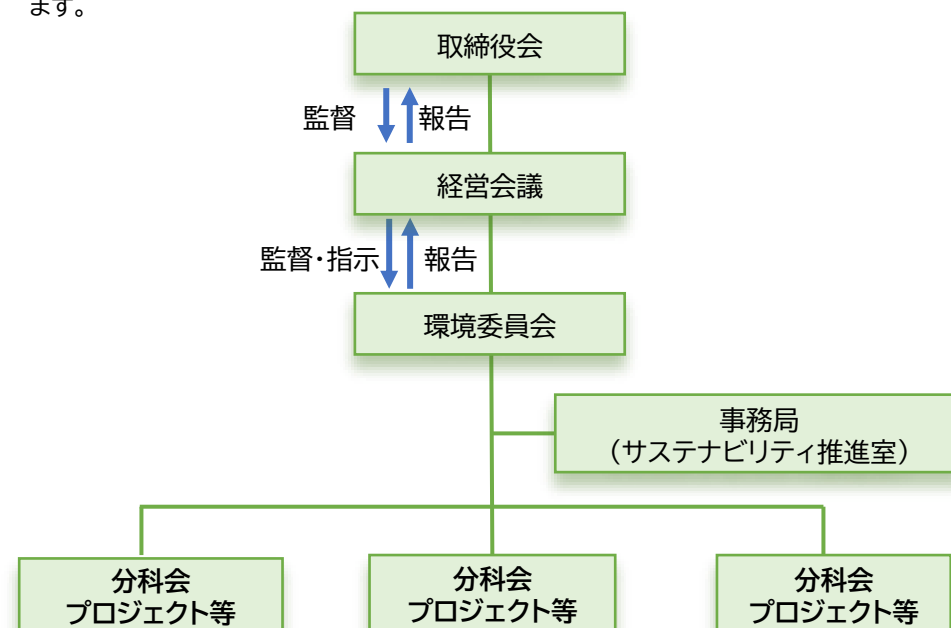 ます。
取締役会
監督
報告
経営会議
監督・指示
報告
環境委員会
事務局
（サステナビリティ推進室）
分科会
プロジェクト等
分科会
プロジェクト等
分科会
プロジェクト等